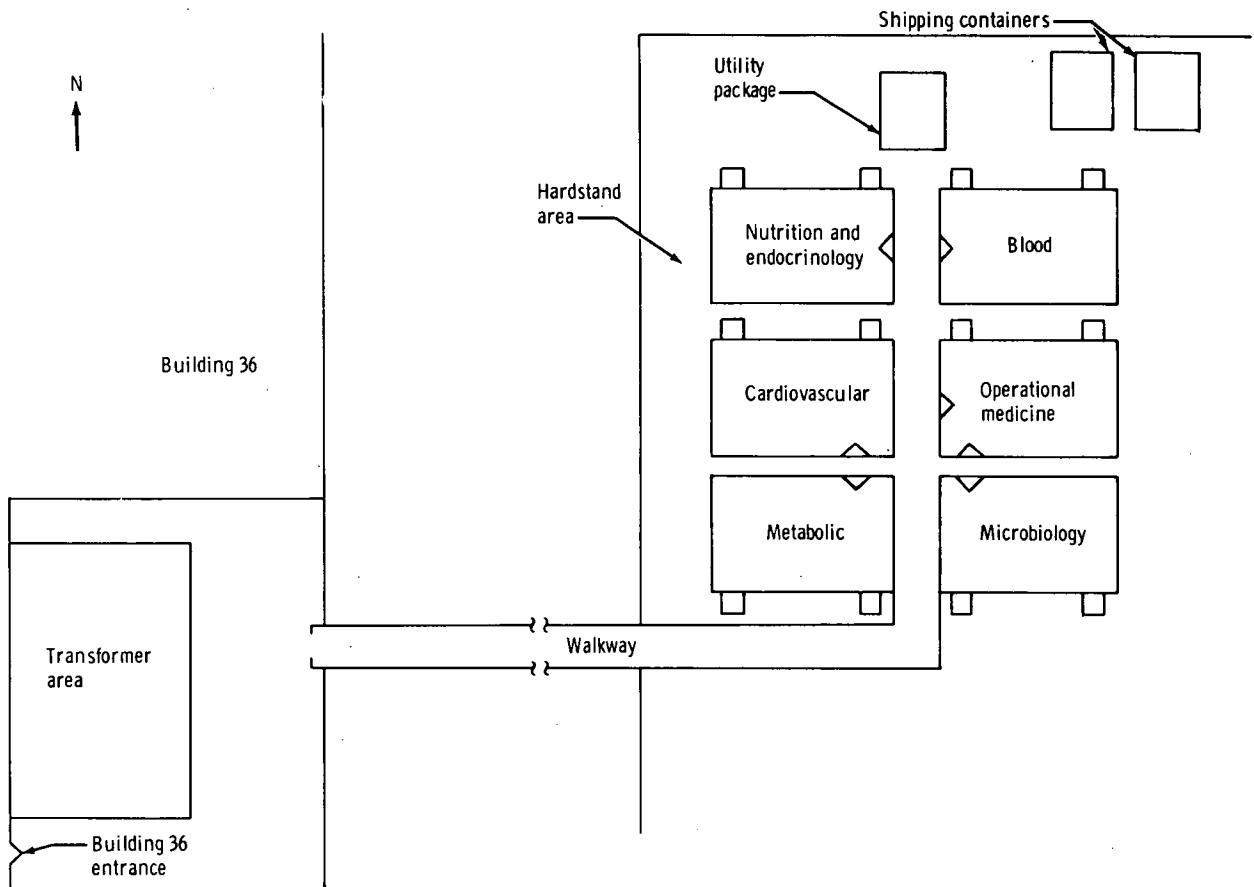 Shipping containers
N
Utility
package
Hardstand
area
Nutrition and
endocrinology
Blood
Building 36
Cardiovascular
Operational
medicine
Metabolic
Microbiology
Walkway
Transformer
area
Building 36
entrance